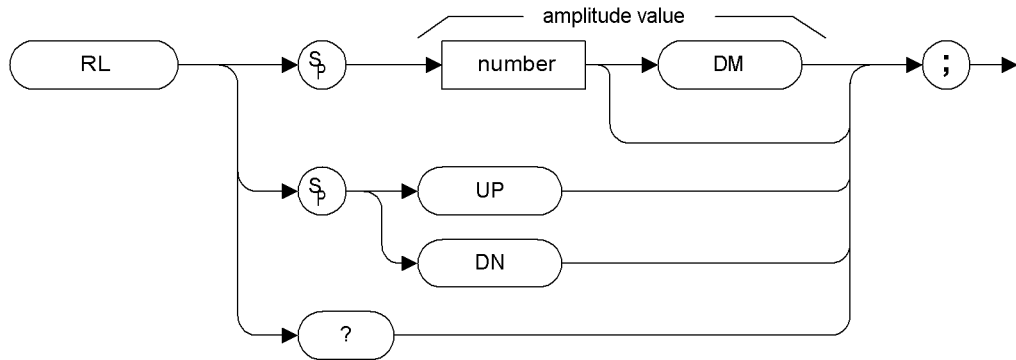 amplitude value
RL
SP
number
DM
;
SP
UP
DN
?